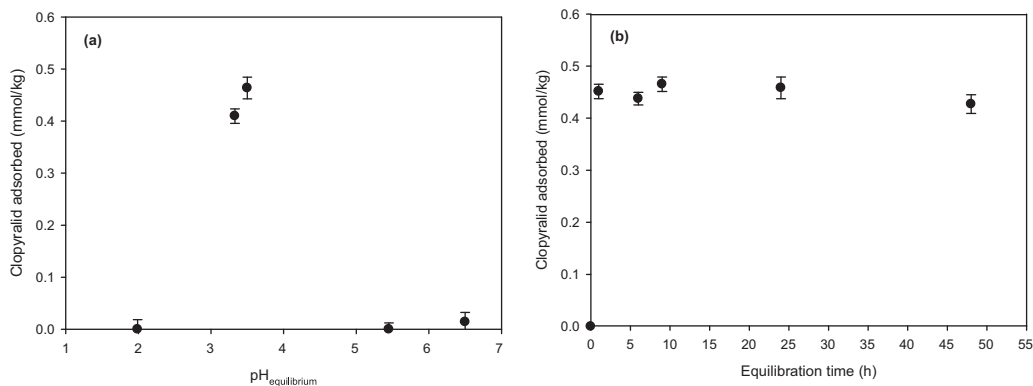 (a)
Clopyralid adsorbed (mmol/kg)
0.6
0.5
0.4
0.3
0.2
0.1
0.0
1 2 3 4 5 6 7
pHequilibrium
(b)
Clopyralid adsorbed (mmol/kg)
0.6
0.5
0.4
0.3
0.2
0.1
0.0
0 5 10 15 20 25 30 35 40 45 50 55
Equilibration time (h)